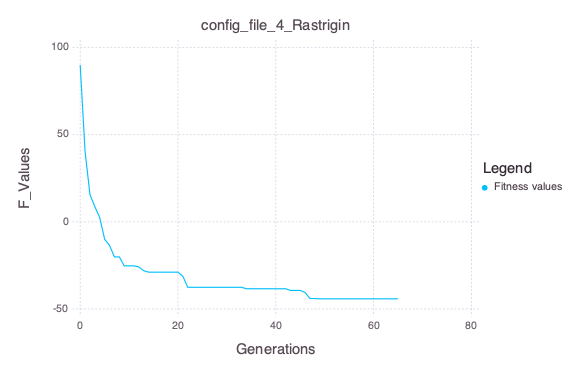 config_file_4_Rastrigin
100
50
0
-50
F_Values
0
20
40
60
80
Generations
Legend
Fitness values